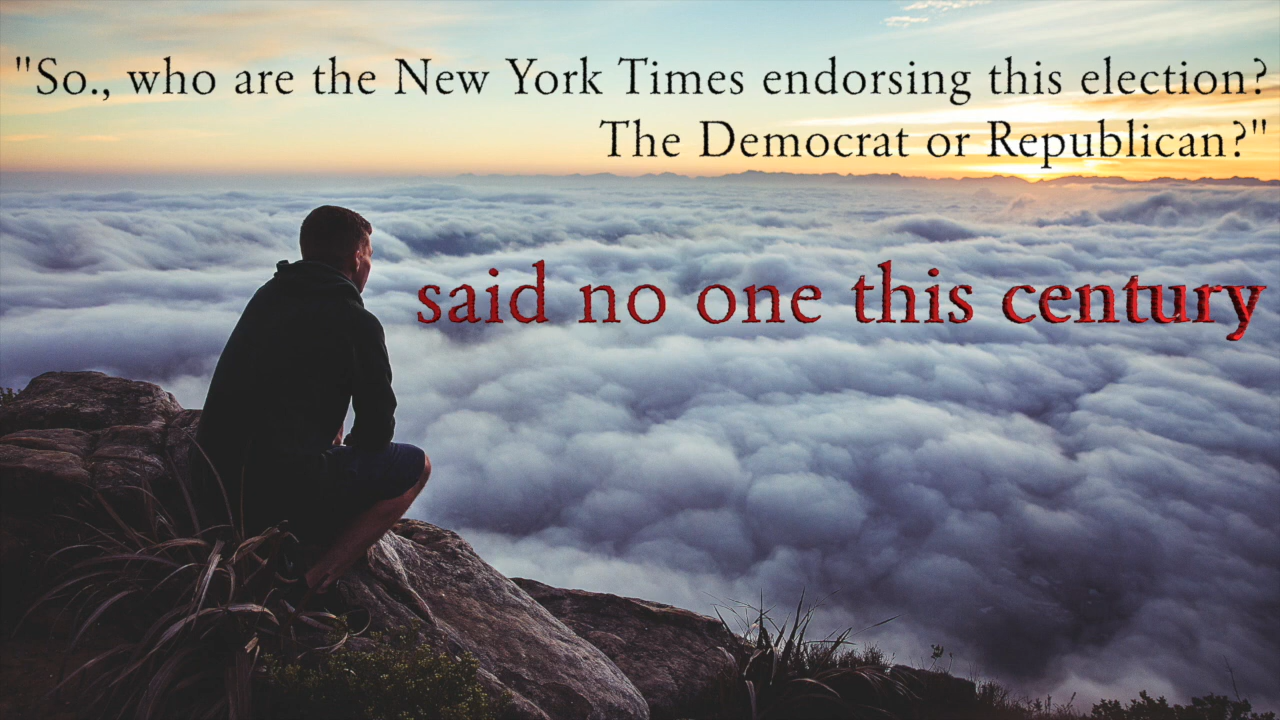 "So., who are the New York Times endorsing this election?
The Democrat or Republican?"
said no one this century